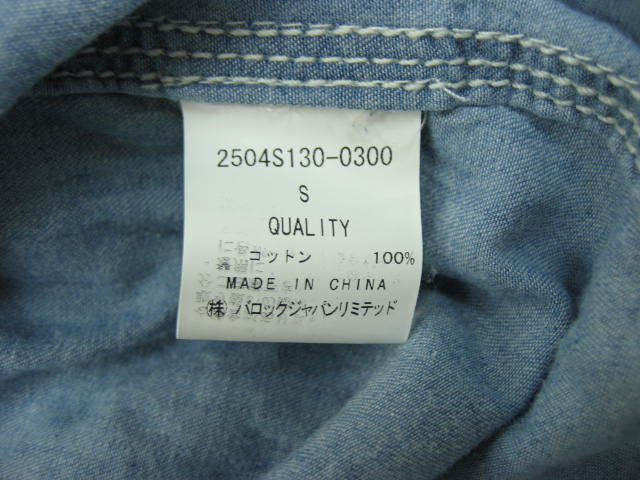 2504S130-0300
S
QUALITY
コットン 100%
MADE IN CHINA
㈱ バロックジャパンリミテッド